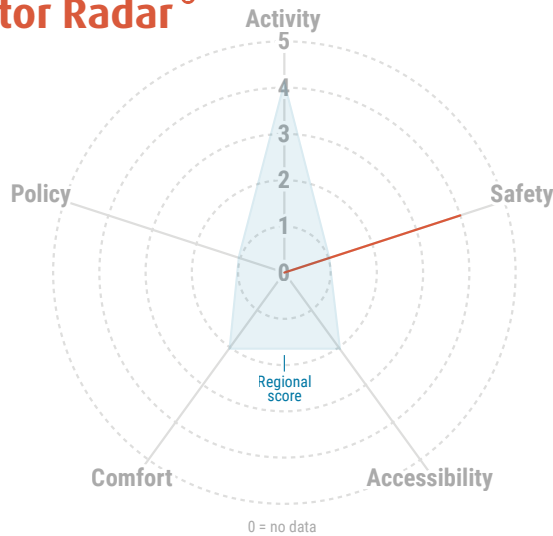 tor Radar
Activity
5
4
3
2
1
0
Policy
Safety
Regional
score
Comfort
Accessibility
0 = no data